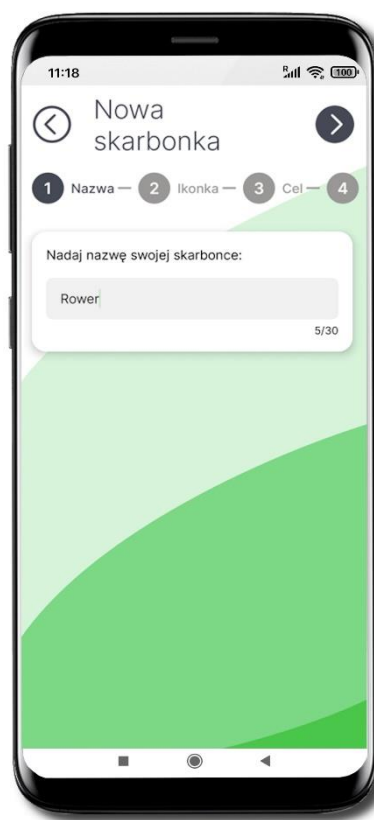 11:18 R 100
Nowa
skarbonka
1 Nazwa — 2 Ikonka — 3 Cel — 4
Nadaj nazwę swojej skarbonce:
Rower
5/30